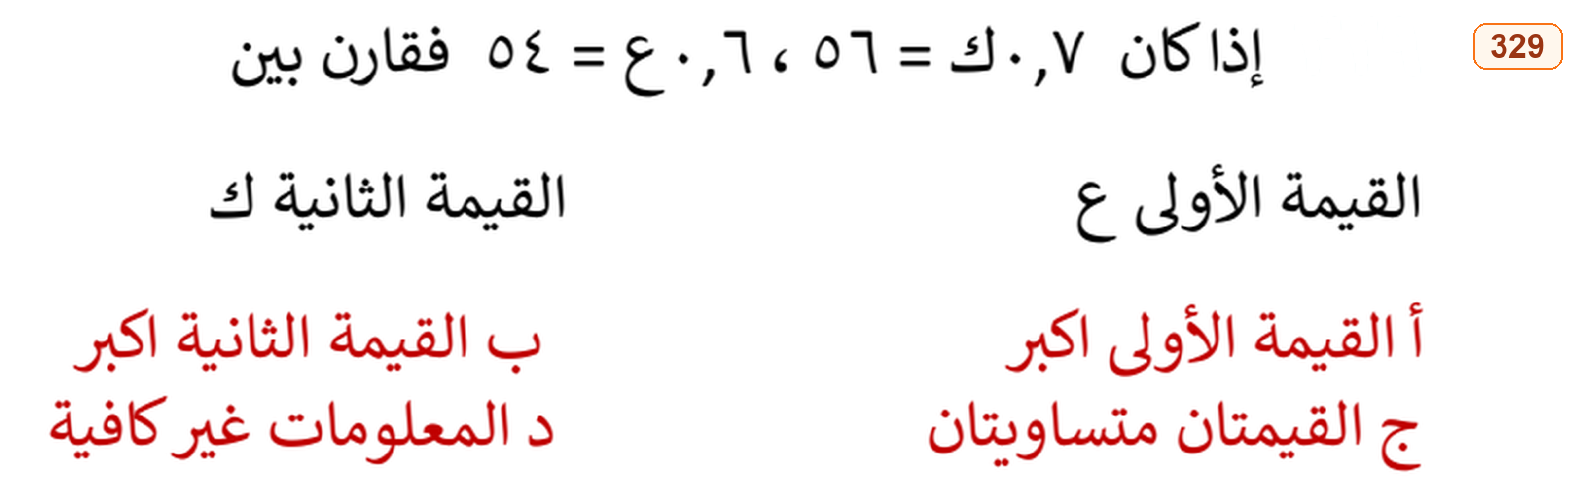 329
إذا كان ٠,٧ك = ٥٦ ، ٠,٦ع = ٥٤ فقارن بين
القيمة الأولى ع
القيمة الثانية ك
أ القيمة الأولى اكبر
ب القيمة الثانية اكبر
ج القيمتان متساويتان
د المعلومات غير كافية